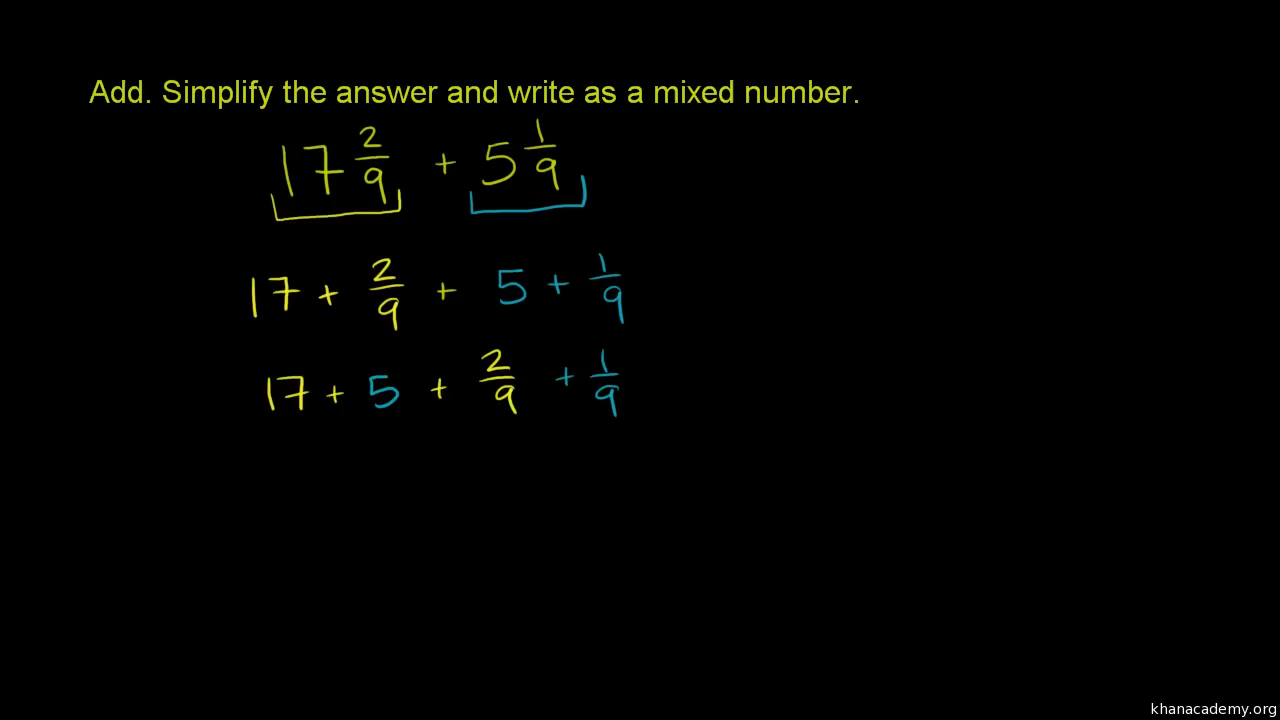 Add. Simplify the answer and write as a mixed number.
17 2/9 + 5 1/9
17 + 2/9 + 5 + 1/9
17 + 5 + 2/9 + 1/9
khanacademy.org